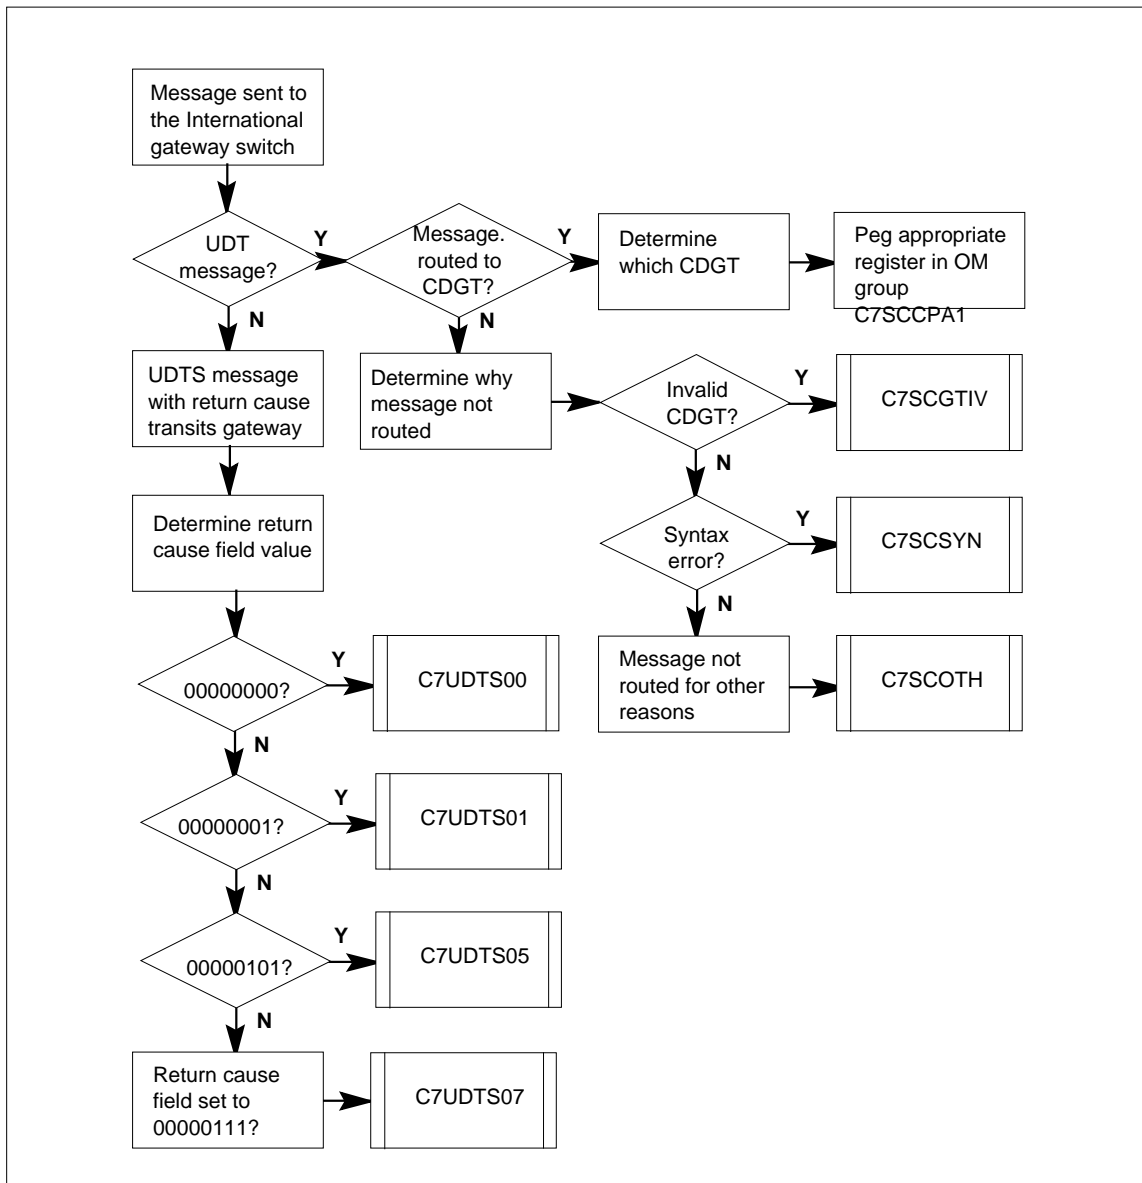 Message sent to
the International
gateway switch
UDT
message?
Y
Message.
routed to
CDGT?
Y
Determine
which CDGT
Peg appropriate
register in OM
group
C7SCCPA1
N
N
UDTS message
with return cause
transits gateway
Determine why
message not
routed
Invalid
CDGT?
Y
C7SCGTIV
N
Determine return
cause field value
Syntax
error?
Y
C7SCSYN
N
Message not
routed for other
reasons
C7SCOTH
00000000?
Y
C7UDTS00
N
00000001?
Y
C7UDTS01
N
00000101?
Y
C7UDTS05
N
Return cause
field set to
00000111?
C7UDTS07